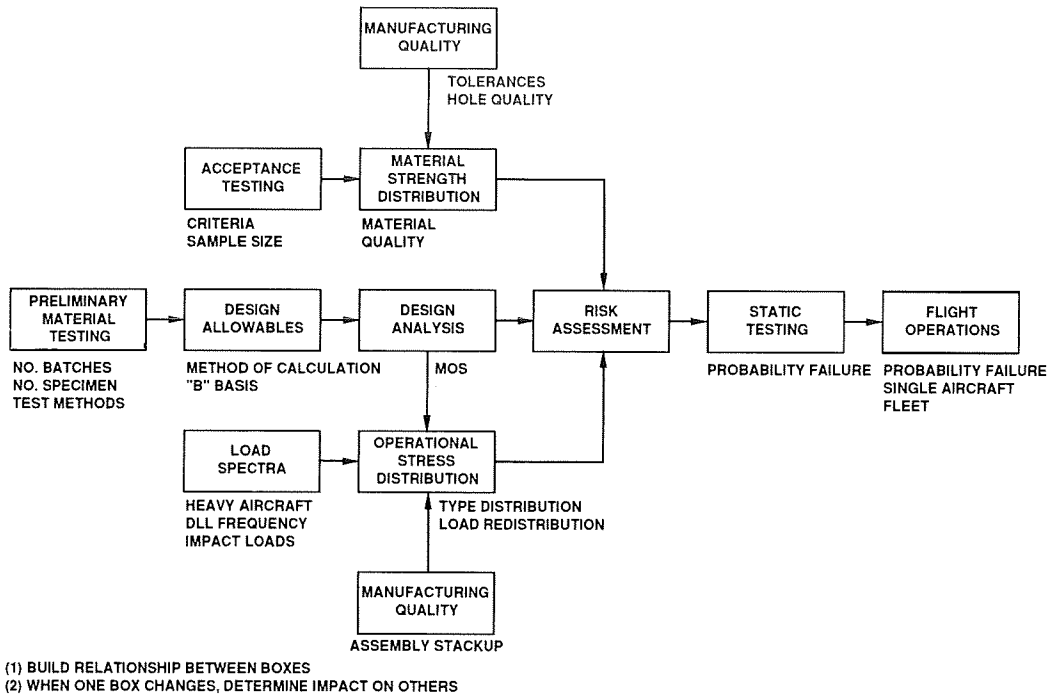 MANUFACTURING
QUALITY
TOLERANCES
HOLE QUALITY
ACCEPTANCE
TESTING
CRITERIA
SAMPLE SIZE
MATERIAL
STRENGTH
DISTRIBUTION
MATERIAL
QUALITY
PRELIMINARY
MATERIAL
TESTING
NO. BATCHES
NO. SPECIMEN
TEST METHODS
DESIGN
ALLOWABLES
METHOD OF CALCULATION
"B" BASIS
DESIGN
ANALYSIS
MOS
RISK
ASSESSMENT
STATIC
TESTING
PROBABILITY FAILURE
FLIGHT
OPERATIONS
PROBABILITY FAILURE
SINGLE AIRCRAFT
FLEET
LOAD
SPECTRA
HEAVY AIRCRAFT
DLL FREQUENCY
IMPACT LOADS
OPERATIONAL
STRESS
DISTRIBUTION
TYPE DISTRIBUTION
LOAD REDISTRIBUTION
MANUFACTURING
QUALITY
ASSEMBLY STACKUP
(1) BUILD RELATIONSHIP BETWEEN BOXES
(2) WHEN ONE BOX CHANGES, DETERMINE IMPACT ON OTHERS